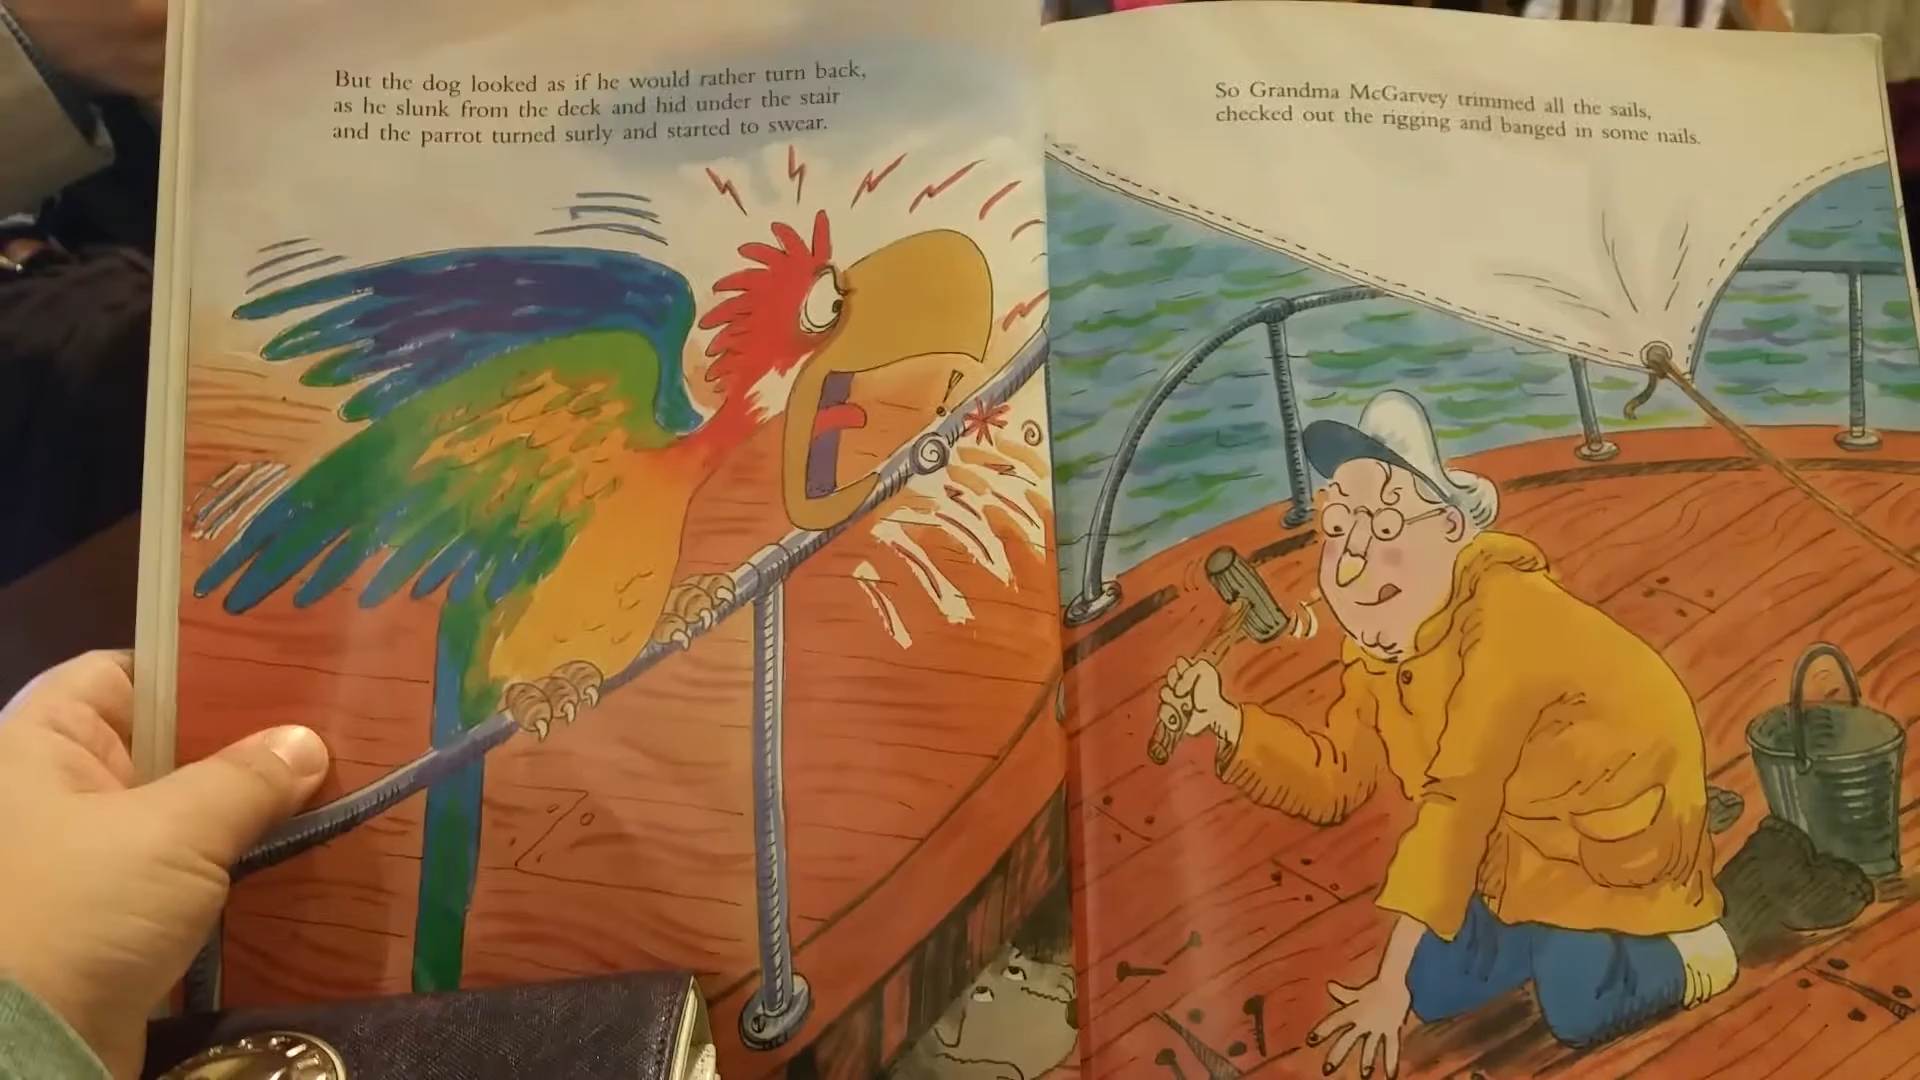 But the dog looked as if he would rather turn back,
as he slunk from the deck and hid under the stair
and the parrot turned surly and started to swear.
So Grandma McGarvey trimmed all the sails,
checked out the rigging and banged in some nails.